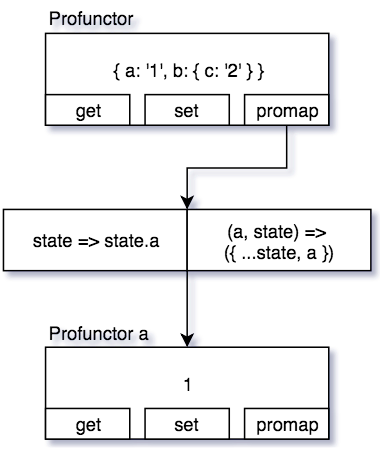 Profunctor
{ a: '1', b: { c: '2' } }
get set promap
state => state.a
(a, state) =>
({ ...state, a })
Profunctor a
1
get set promap